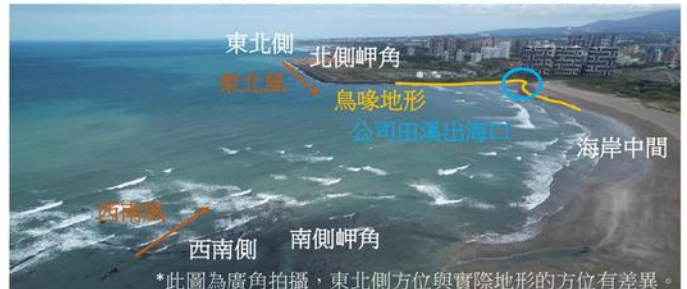 東北側
北側岬角
東北風
鳥喙地形
公司田溪出海口
海岸中間
西南風
西南側
南側岬角
*此圖為廣角拍攝，東北側方位與實際地形的方位有差異。